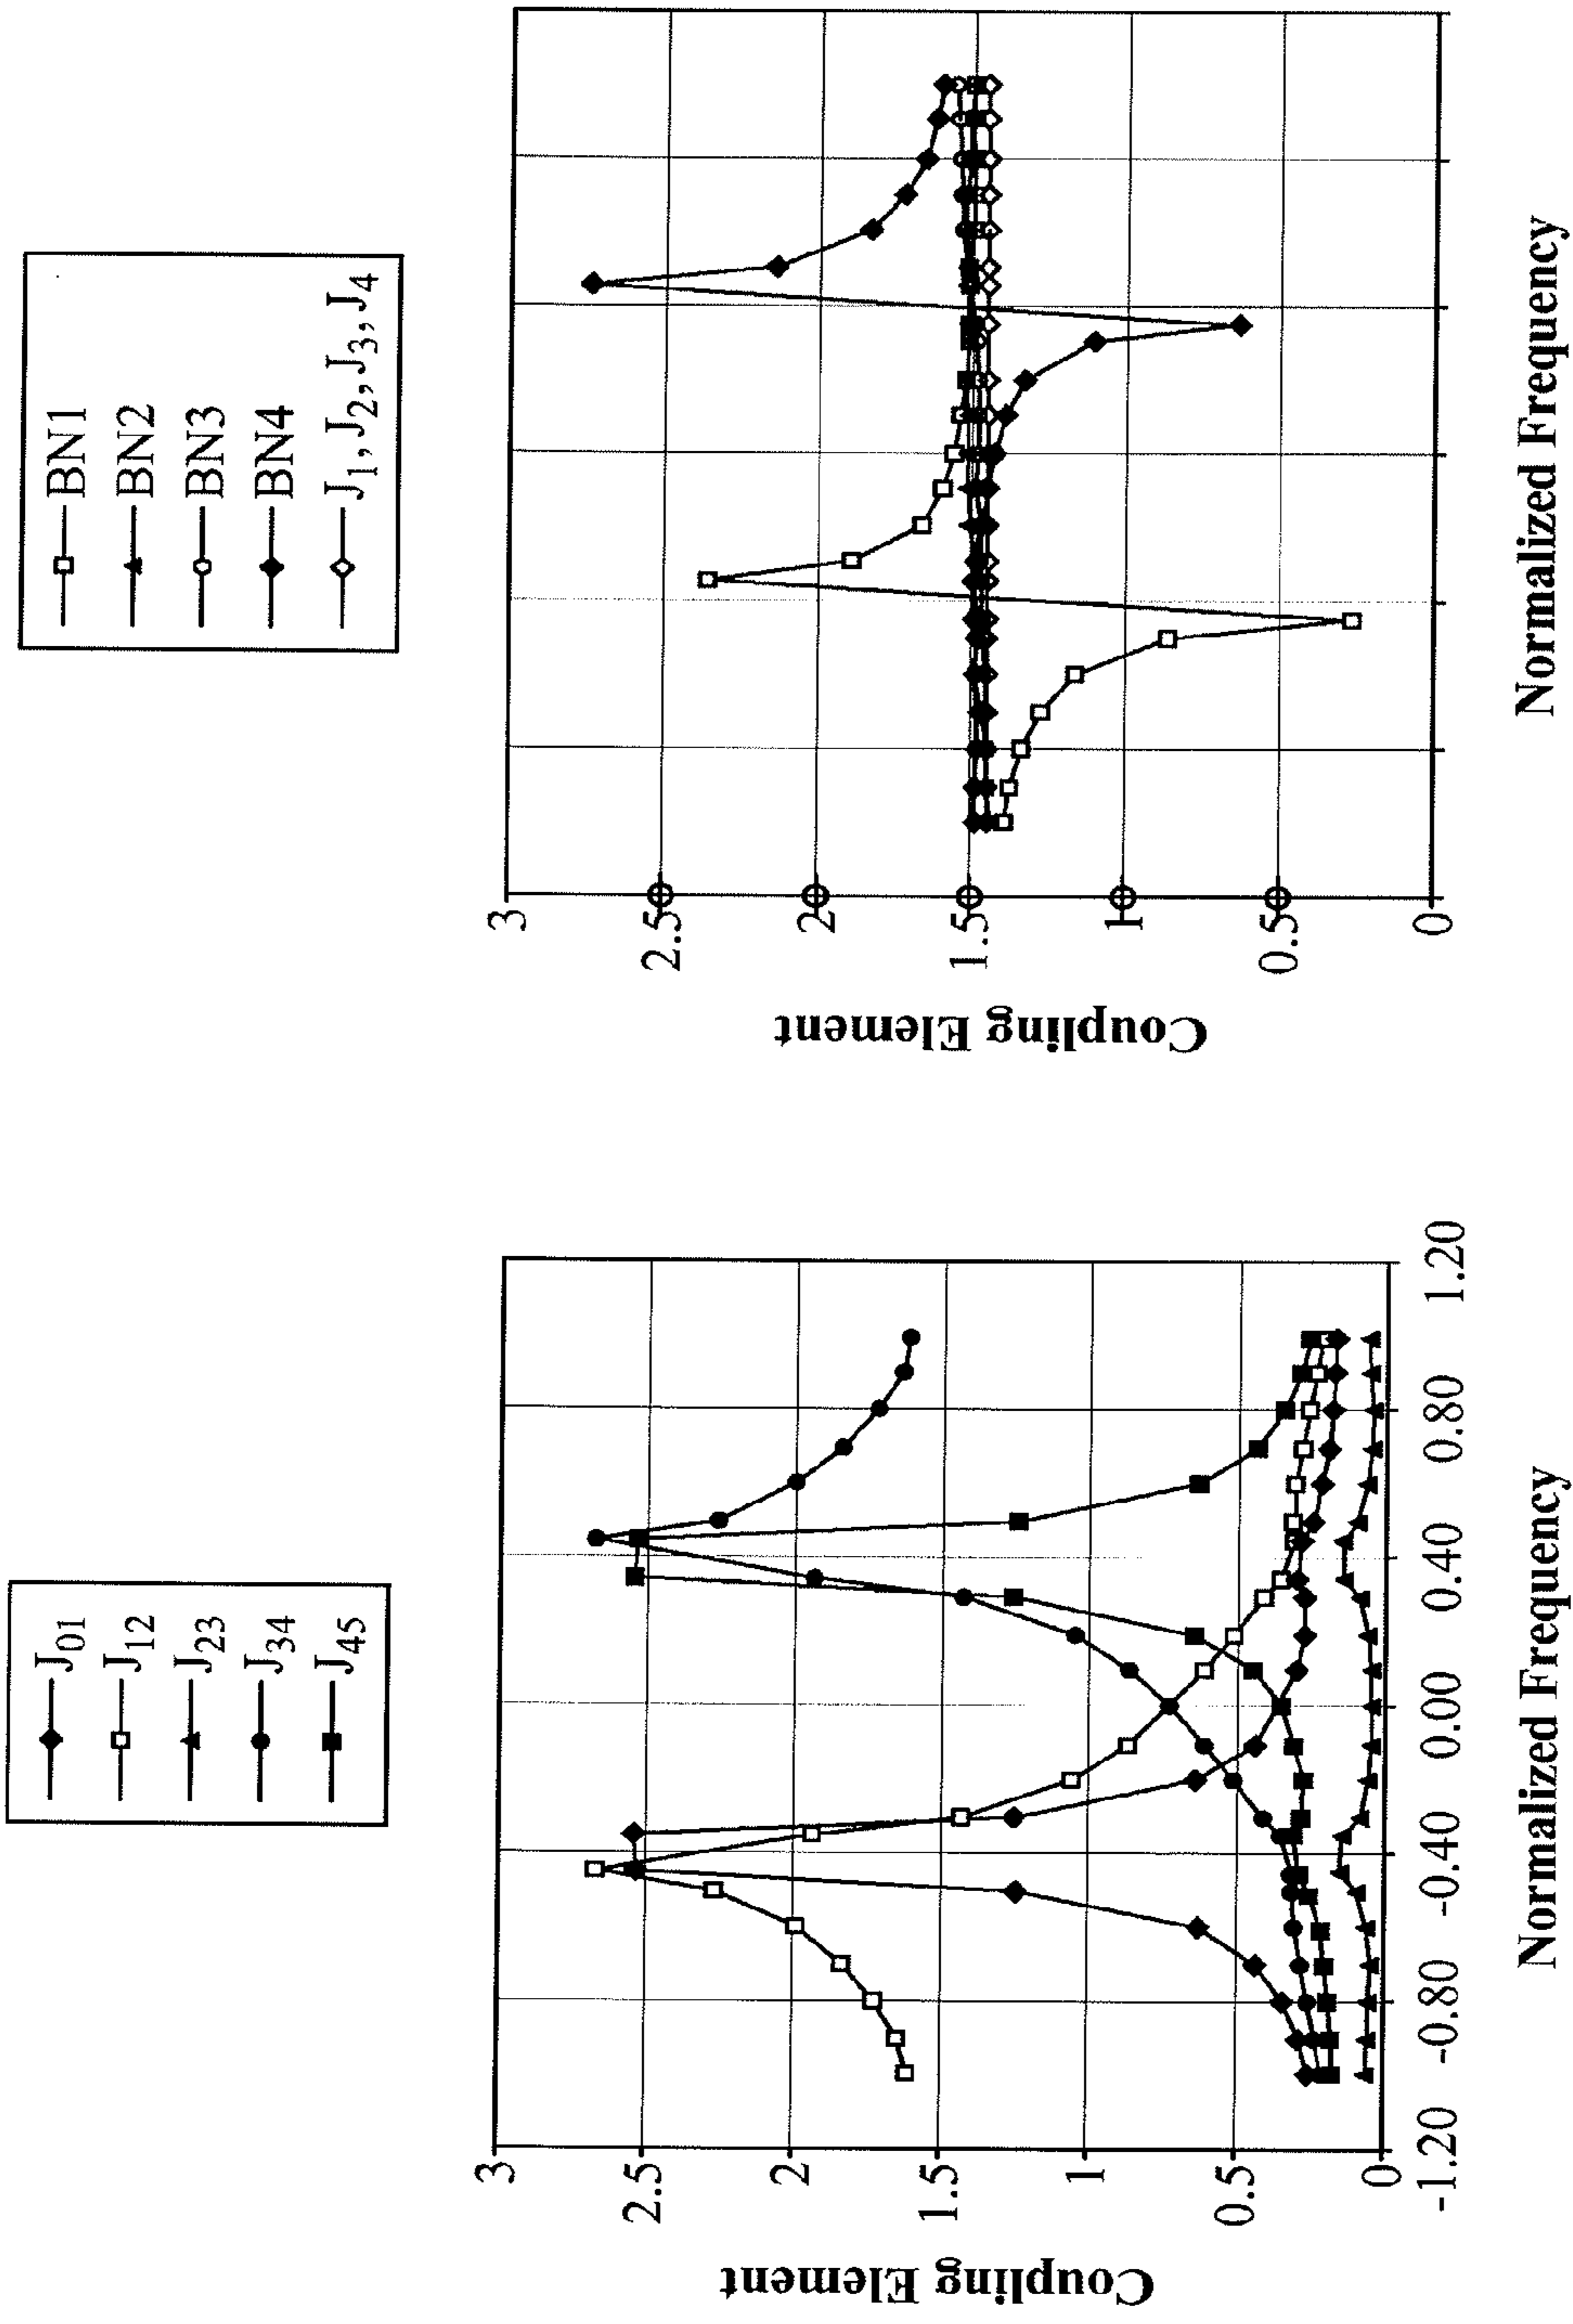 J01
J12
J23
J34
J45
Coupling Element
3
2.5
2
1.5
1
0.5
0
-1.20
-0.80
-0.40
0.00
0.40
0.80
1.20
Normalized Frequency
BN1
BN2
BN3
BN4
J1, J2, J3, J4
Coupling Element
3
2.5
2
1.5
1
0.5
0
Normalized Frequency